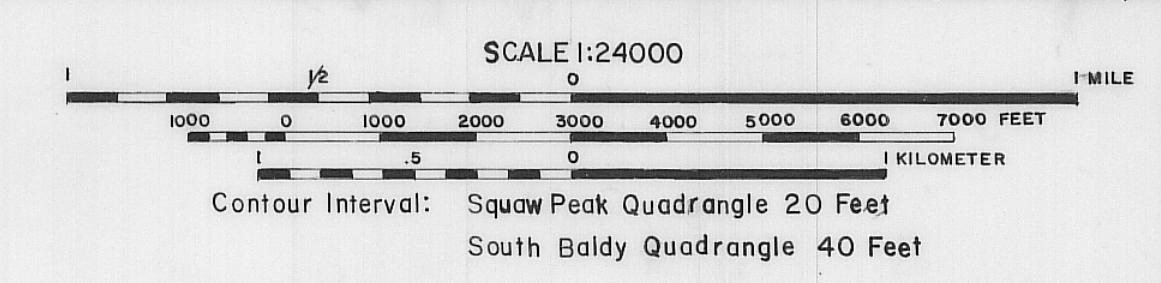 SCALE 1:24000
1 1/2 0 1 MILE
1000 0 1000 2000 3000 4000 5000 6000 7000 FEET
1 .5 0 1 KILOMETER
Contour Interval: Squaw Peak Quadrangle 20 Feet
South Baldy Quadrangle 40 Feet